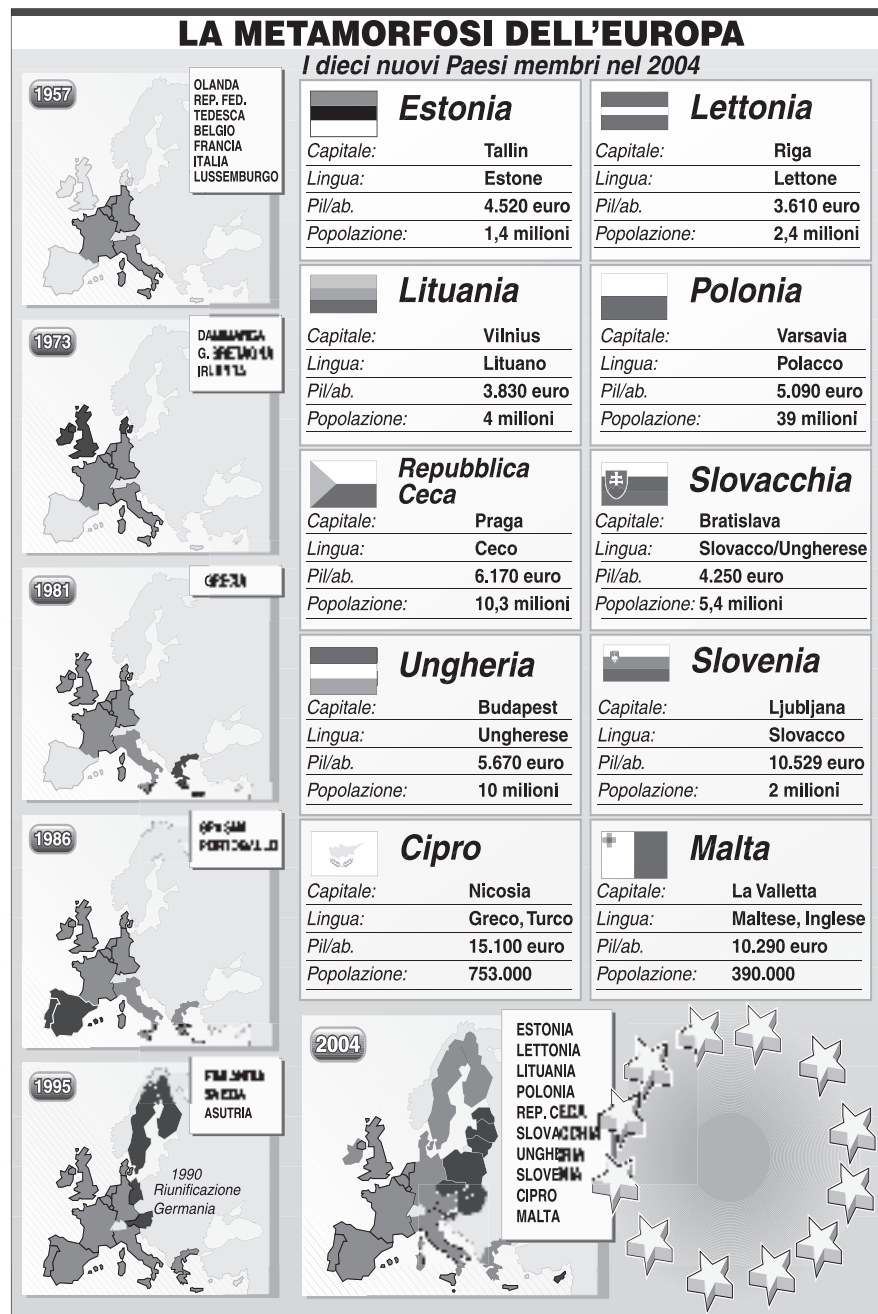 LA METAMORFOSI DELL'EUROPA
I dieci nuovi Paesi membri nel 2004
1957
OLANDA
REP. FED.
TEDESCA
BELGIO
FRANCIA
ITALIA
LUSSEMBURGO
1973
G.
1981
1986
1995
ASUTRIA
1990
Riunificazione
Germania
Estonia
Capitale: Tallin
Lingua: Estone
Pil/ab. 4.520 euro
Popolazione: 1,4 milioni
Lettonia
Capitale: Riga
Lingua: Lettone
Pil/ab. 3.610 euro
Popolazione: 2,4 milioni
Lituania
Capitale: Vilnius
Lingua: Lituano
Pil/ab. 3.830 euro
Popolazione: 4 milioni
Polonia
Capitale: Varsavia
Lingua: Polacco
Pil/ab. 5.090 euro
Popolazione: 39 milioni
Repubblica
Ceca
Capitale: Praga
Lingua: Ceco
Pil/ab. 6.170 euro
Popolazione: 10,3 milioni
Slovacchia
Capitale: Bratislava
Lingua: Slovacco/Ungherese
Pil/ab. 4.250 euro
Popolazione: 5,4 milioni
Ungheria
Capitale: Budapest
Lingua: Ungherese
Pil/ab. 5.670 euro
Popolazione: 10 milioni
Slovenia
Capitale: Ljubljana
Lingua: Slovacco
Pil/ab. 10.529 euro
Popolazione: 2 milioni
Cipro
Capitale: Nicosia
Lingua: Greco, Turco
Pil/ab. 15.100 euro
Popolazione: 753.000
Malta
Capitale: La Valletta
Lingua: Maltese, Inglese
Pil/ab. 10.290 euro
Popolazione: 390.000
2004
ESTONIA
LETTONIA
LITUANIA
POLONIA
REP. CECA
SLOVACCHIA
UNGHERIA
SLOVENIA
CIPRO
MALTA